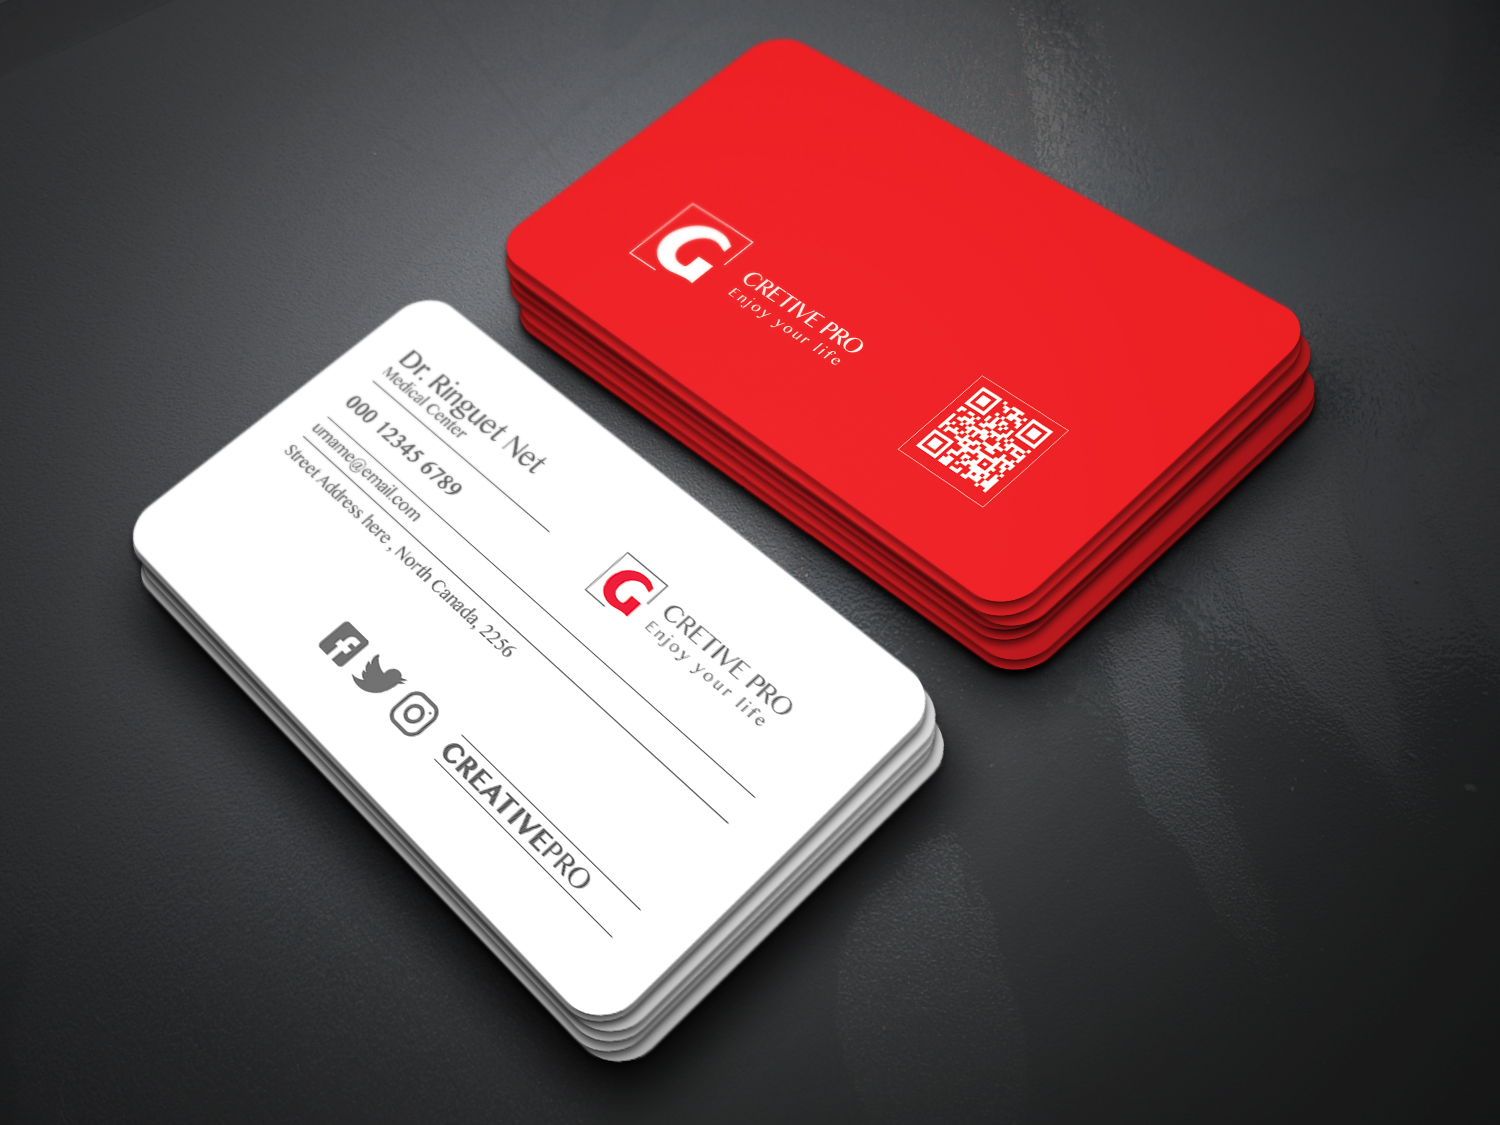 G
CRETIVE PRO
Enjoy your life
Dr. Ringuet Net
Medical Center
000 12345 6789
urname@email.com
Street Address here , North Canada, 2256
G
CRETIVE PRO
Enjoy your life
CREATIVEPRO